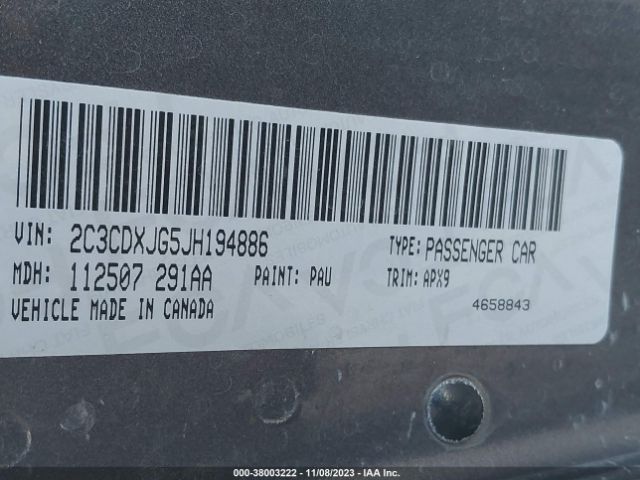 VIN: 2C3CDXJG5JH194886 TYPE: PASSENGER CAR
MDH: 112507 291AA PAINT: PAU TRIM: APX9
VEHICLE MADE IN CANADA 4658843
000-38003222 - 11/08/2023 - IAA Inc.